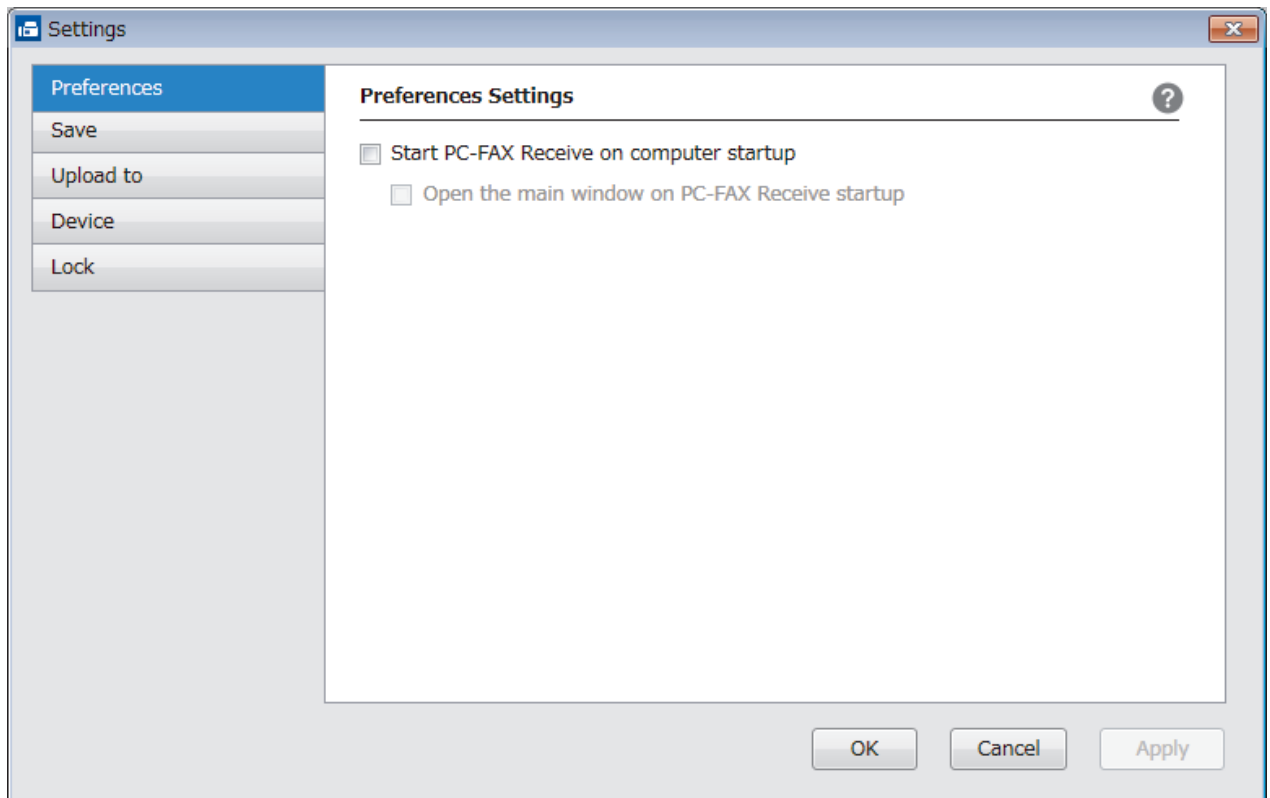 Settings
Preferences
Save
Upload to
Device
Lock
Preferences Settings
?
Start PC-FAX Receive on computer startup
Open the main window on PC-FAX Receive startup
OK
Cancel
Apply